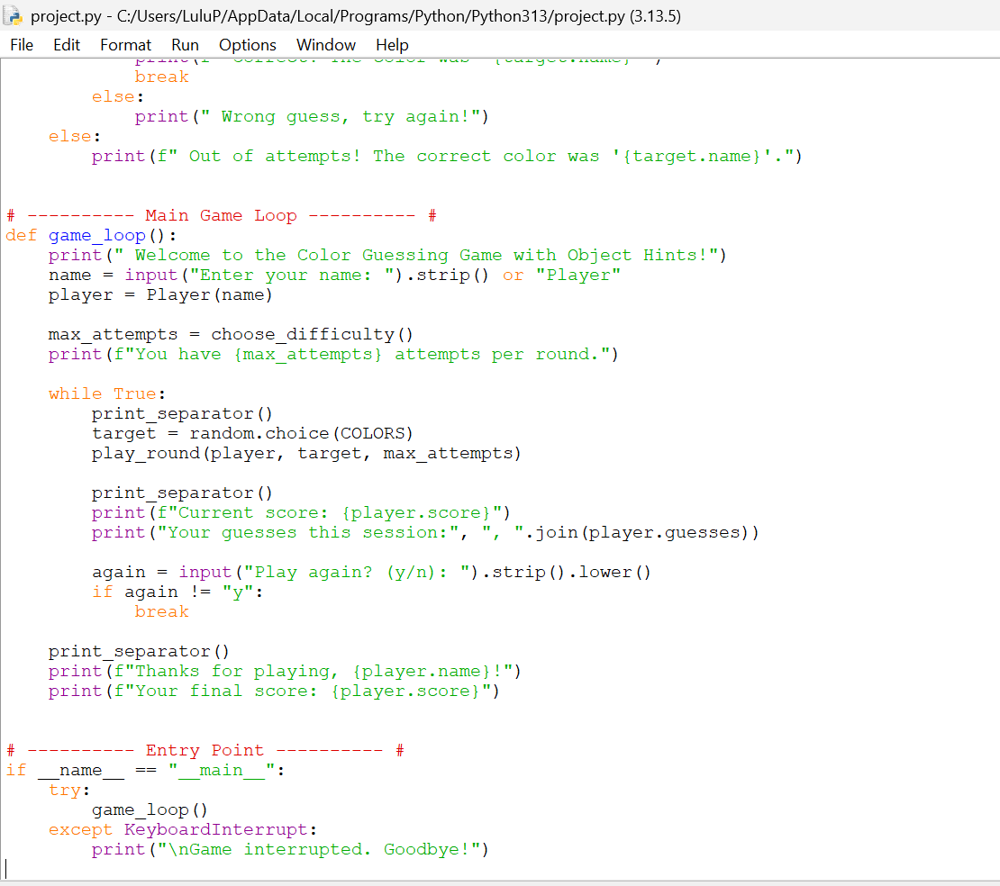 project.py - C:/Users/LuluP/AppData/Local/Programs/Python/Python313/project.py (3.13.5)
File Edit Format Run Options Window Help
            print(f" Correct! The color was '{target.name}'")
            break
        else:
            print(" Wrong guess, try again!")
    else:
        print(f" Out of attempts! The correct color was '{target.name}'.")
# ---------- Main Game Loop ---------- #
def game_loop():
    print(" Welcome to the Color Guessing Game with Object Hints!")
    name = input("Enter your name: ").strip() or "Player"
    player = Player(name)
    max_attempts = choose_difficulty()
    print(f"You have {max_attempts} attempts per round.")
    while True:
        print_separator()
        target = random.choice(COLORS)
        play_round(player, target, max_attempts)
        print_separator()
        print(f"Current score: {player.score}")
        print("Your guesses this session:", ", ".join(player.guesses))
        again = input("Play again? (y/n): ").strip().lower()
        if again != "y":
            break
    print_separator()
    print(f"Thanks for playing, {player.name}!")
    print(f"Your final score: {player.score}")
# ---------- Entry Point ---------- #
if __name__ == "__main__":
    try:
        game_loop()
    except KeyboardInterrupt:
        print("\nGame interrupted. Goodbye!")